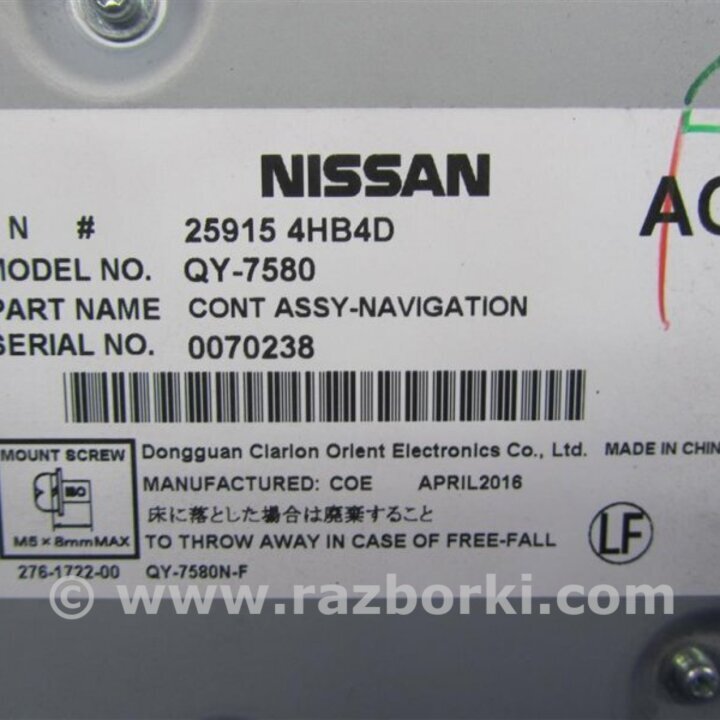 NISSAN
N # 25915 4HB4D
MODEL NO. QY-7580
PART NAME CONT ASSY-NAVIGATION
SERIAL NO. 0070238
MOUNT SCREW
ISO
M5×8mmMAX
Dongguan Clarion Orient Electronics Co., Ltd. MADE IN CHIN
MANUFACTURED: COE APRIL2016
床に落とした場合は廃棄すること
TO THROW AWAY IN CASE OF FREE-FALL
LF
276-1722-00 QY-7580N-F
© www.razborki.com